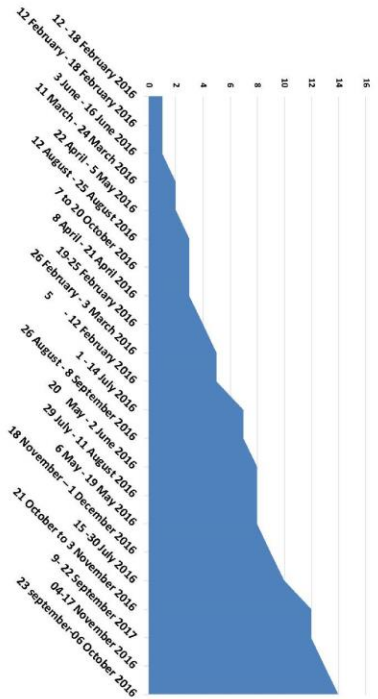 0 2 4 6 8 10 12 14 16
12 - 18 February 2016
12 February - 18 February 2016
3 June - 16 June 2016
11 March - 24 March 2016
22 April - 5 May 2016
12 August - 25 August 2016
7 to 20 October 2016
8 April - 21 April 2016
19-25 February 2016
26 February - 3 March 2016
5 - 12 February 2016
1 - 14 July 2016
26 August - 8 September 2016
20 May - 2 June 2016
29 July - 11 August 2016
6 May - 19 May 2016
18 November – 1 December 2016
15 -30 July 2016
21 October to 3 November 2016
9- 22 September 2017
04-17 November 2016
23 september-06 October 2016